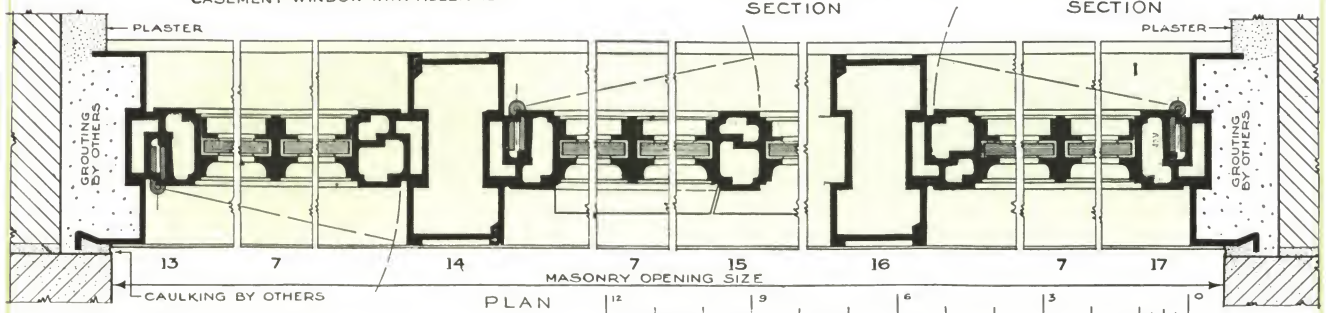 SECTION
SECTION
PLASTER
PLASTER
GROUTING
BY OTHERS
GROUTING
BY OTHERS
13
7
14
7
15
16
7
17
MASONRY OPENING SIZE
CAULKING BY OTHERS
PLAN
12
9
6
3
0